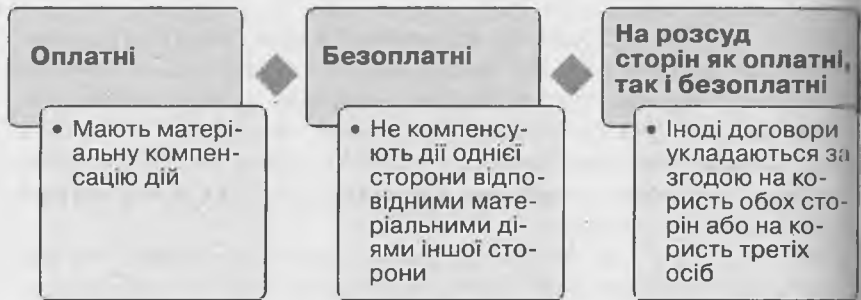 Оплатні
• Мають матері-
альну компен-
сацію дій
Безоплатні
• Не компенсу-
ють дії однієї
сторони відпо-
відними мате-
ріальними ді-
ями іншої сто-
рони
На розсуд
сторін як оплатні,
так і безоплатні
• Іноді договори
укладаються за
згодою на ко-
ристь обох сто-
рін або на ко-
ристь третіх
осіб